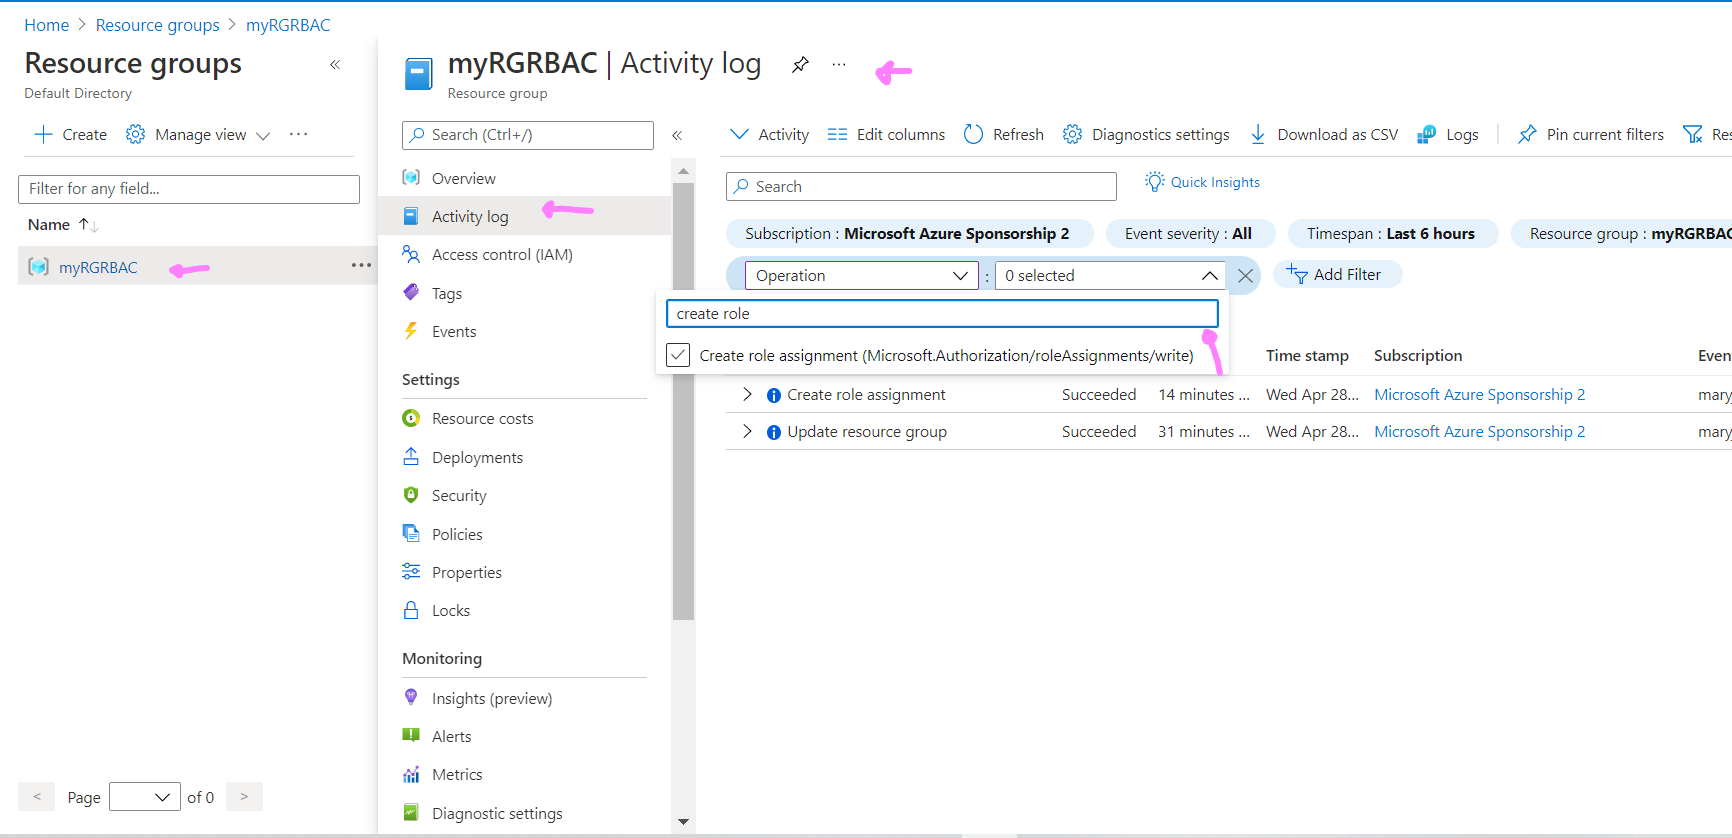 Home > Resource groups > myRGRBAC
Resource groups «
Default Directory
Create Manage view ...
Filter for any field...
Name ↑↓
myRGRBAC ...
< Page of 0 >
myRGRBAC | Activity log ...
Resource group
Search (Ctrl+/) «
Overview
Activity log
Access control (IAM)
Tags
Events
Settings
Resource costs
Deployments
Security
Policies
Properties
Locks
Monitoring
Insights (preview)
Alerts
Metrics
Diagnostic settings
Activity Edit columns Refresh Diagnostics settings Download as CSV Logs Pin current filters Res
Search Quick Insights
Subscription : Microsoft Azure Sponsorship 2 Event severity : All Timespan : Last 6 hours Resource group : myRGRBAC
Operation : 0 selected Add Filter
create role
Create role assignment (Microsoft.Authorization/roleAssignments/write)
Time stamp Subscription Even
Create role assignment Succeeded 14 minutes ... Wed Apr 28... Microsoft Azure Sponsorship 2 mary
Update resource group Succeeded 31 minutes ... Wed Apr 28... Microsoft Azure Sponsorship 2 mary